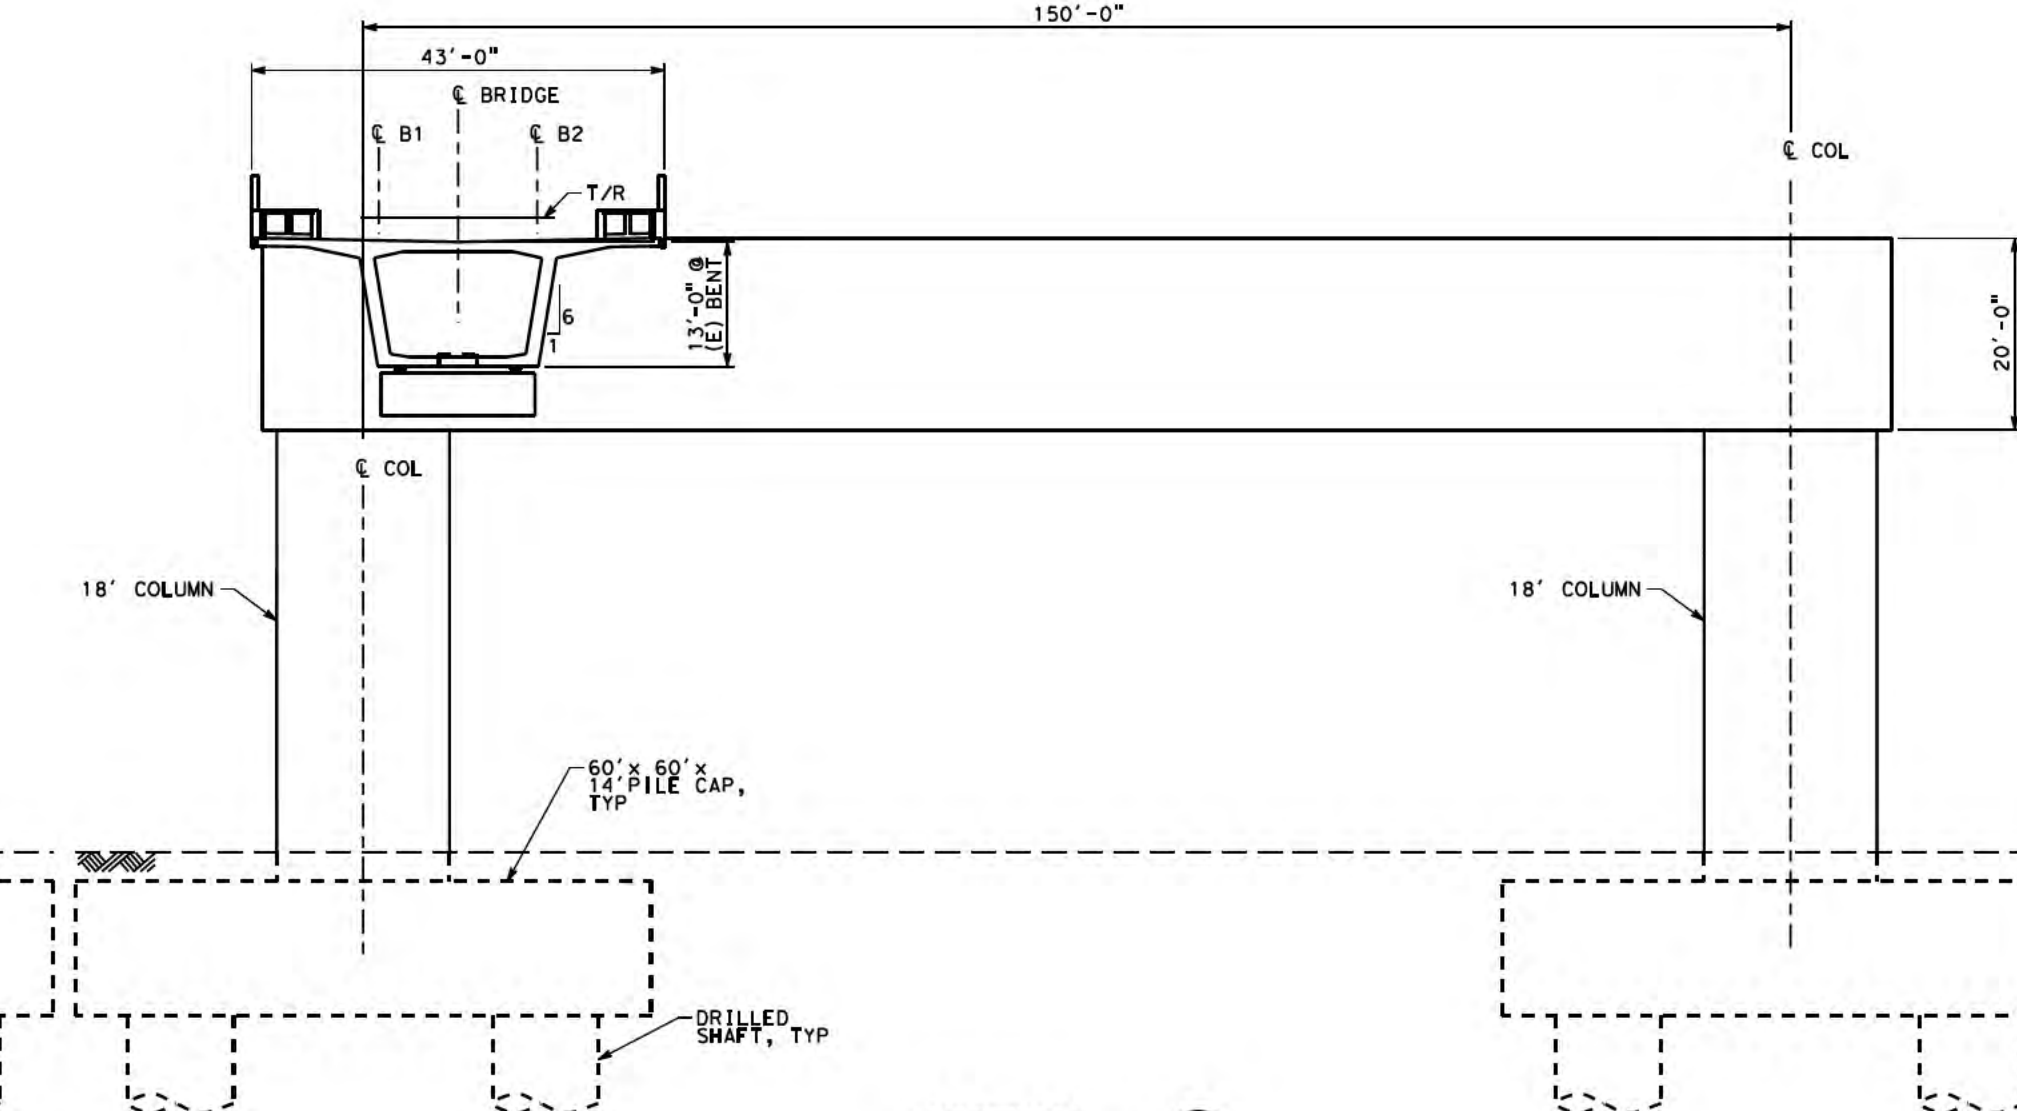 150'-0"
43'-0"
℄ BRIDGE
℄ B1
℄ B2
℄ COL
T/R
13'-0" @
(E) BENT
6
1
20'-0"
℄ COL
18' COLUMN
18' COLUMN
60'x 60'x
14'PILE CAP,
TYP
DRILLED
SHAFT, TYP